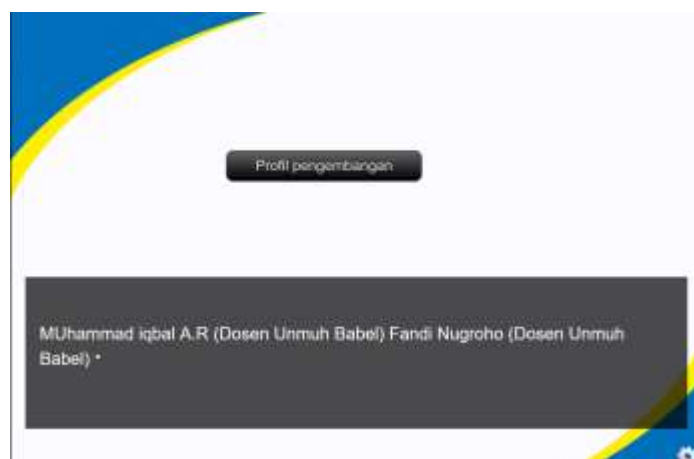 Profil pengembangan
MUhammad iqbal A.R (Dosen Unmuh Babel) Fandi Nugroho (Dosen Unmuh
Babel) •